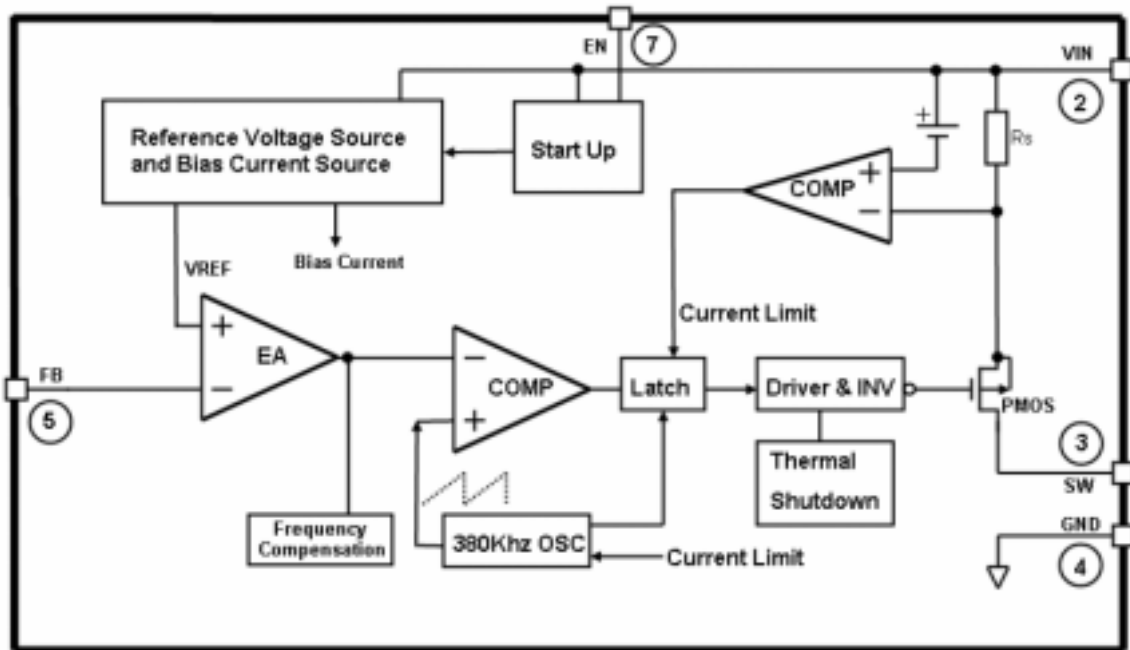 EN
7
VIN
2
Reference Voltage Source
and Bias Current Source
Start Up
+
Rs
COMP
+
−
Bias Current
VREF
Current Limit
+
EA
−
FB
5
−
COMP
+
Latch
Driver & INV
PMOS
3
SW
Thermal
Shutdown
Frequency
Compensation
380Khz OSC
Current Limit
GND
4